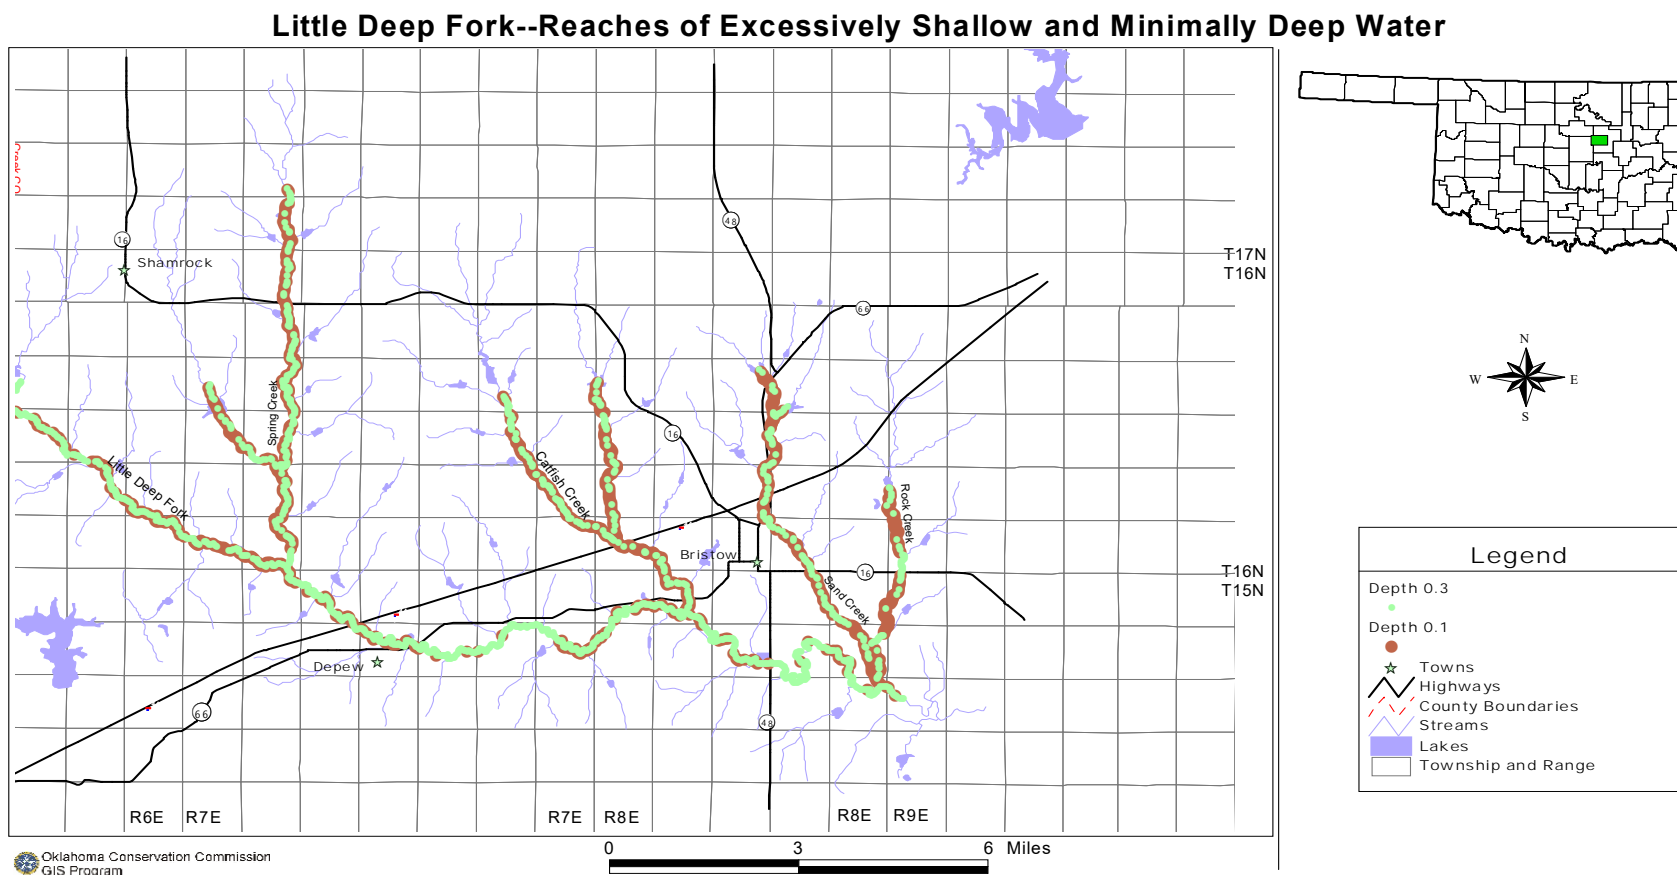 Little Deep Fork--Reaches of Excessively Shallow and Minimally Deep Water
Creek CO
16
Shamrock
48
T17N
T16N
66
N
W
E
S
Spring Creek
16
Catfish Creek
Little Deep Fork
Rock Creek
Bristow
16
T16N
T15N
Sand Creek
Depew
66
48
R6E
R7E
R7E
R8E
R8E
R9E
Legend
Depth 0.3
Depth 0.1
Towns
Highways
County Boundaries
Streams
Lakes
Township and Range
Oklahoma Conservation Commission
GIS Program
0 3 6 Miles